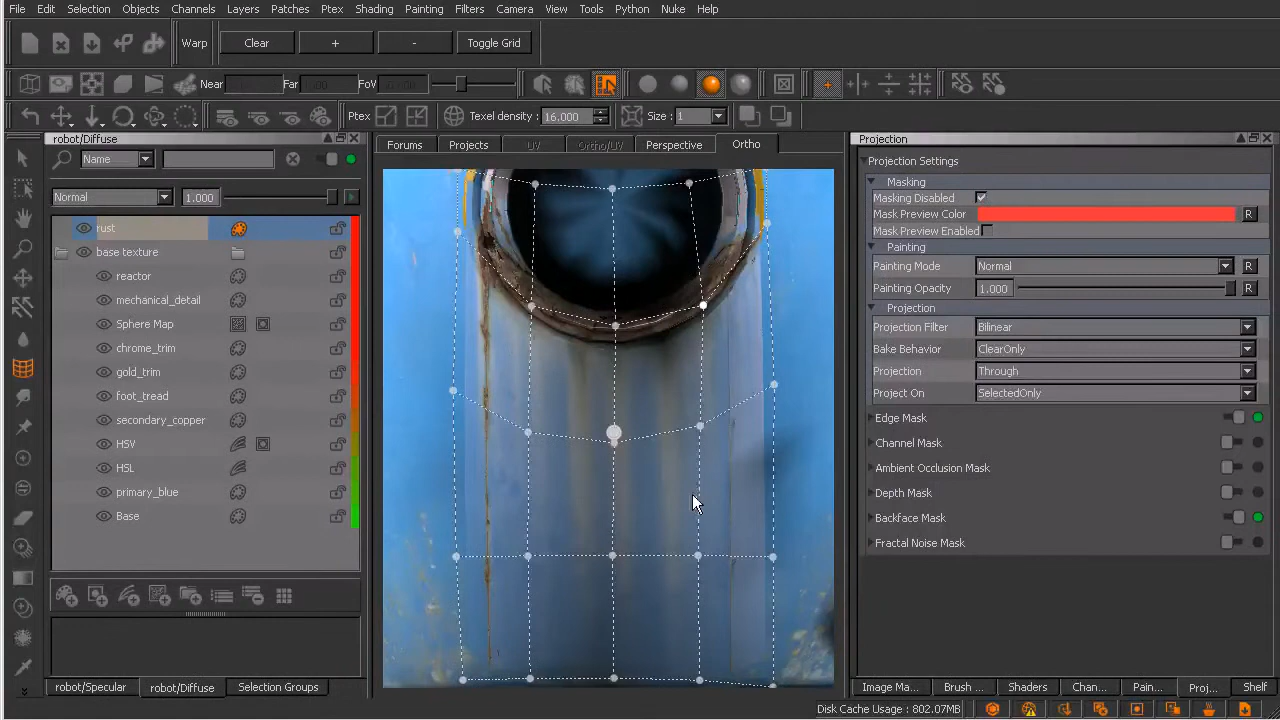 File Edit Selection Objects Channels Layers Patches Ptex Shading Painting Filters Camera View Tools Python Nuke Help
Warp Clear + - Toggle Grid
Near Far FoV
Ptex Texel density: 16.000 Size : 1
robot/Diffuse
Name
Normal 1.000
rust
base texture
reactor
mechanical_detail
Sphere Map
chrome_trim
gold_trim
foot_tread
secondary_copper
HSV
HSL
primary_blue
Base
robot/Specular robot/Diffuse Selection Groups
Forums Projects UV Ortho/UV Perspective Ortho
Projection
Projection Settings
Masking
Masking Disabled
Mask Preview Color R
Mask Preview Enabled
Painting
Painting Mode Normal R
Painting Opacity 1.000 R
Projection
Projection Filter Bilinear
Bake Behavior ClearOnly
Projection Through
Project On SelectedOnly
Edge Mask
Channel Mask
Ambient Occlusion Mask
Depth Mask
Backface Mask
Fractal Noise Mask
Image Ma... Brush ... Shaders Chan... Pain... Proj... Shelf
Disk Cache Usage : 802.07MB